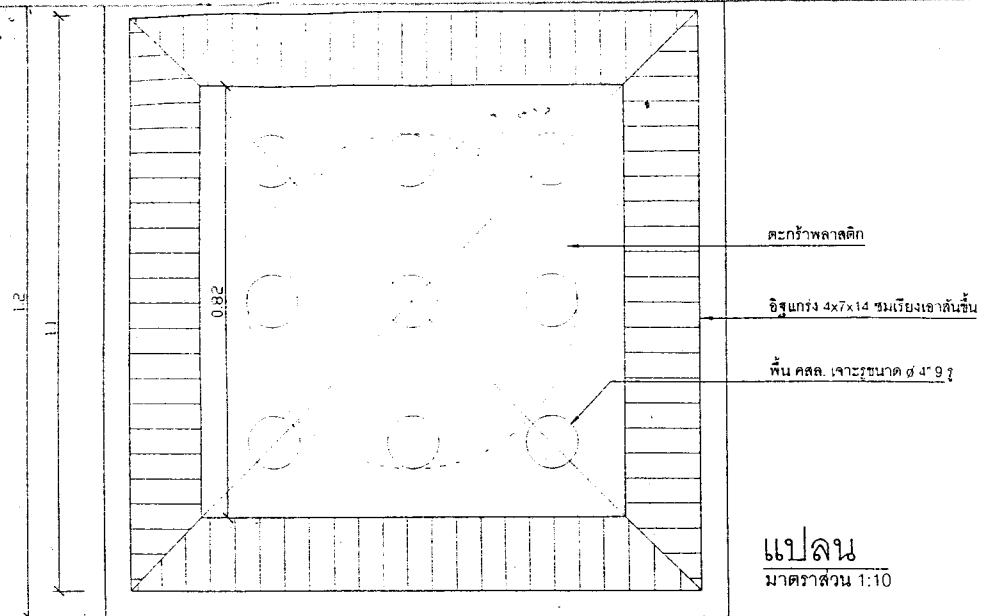 1.2
1.1
0.82
ตะกร้าพลาสติก
อิฐแกร่ง 4x7x14 ซมเรียงเอาสันขึ้น
พื้น คสล. เจาะรูขนาด ø 4" 9 รู
แปลน
มาตราส่วน 1:10